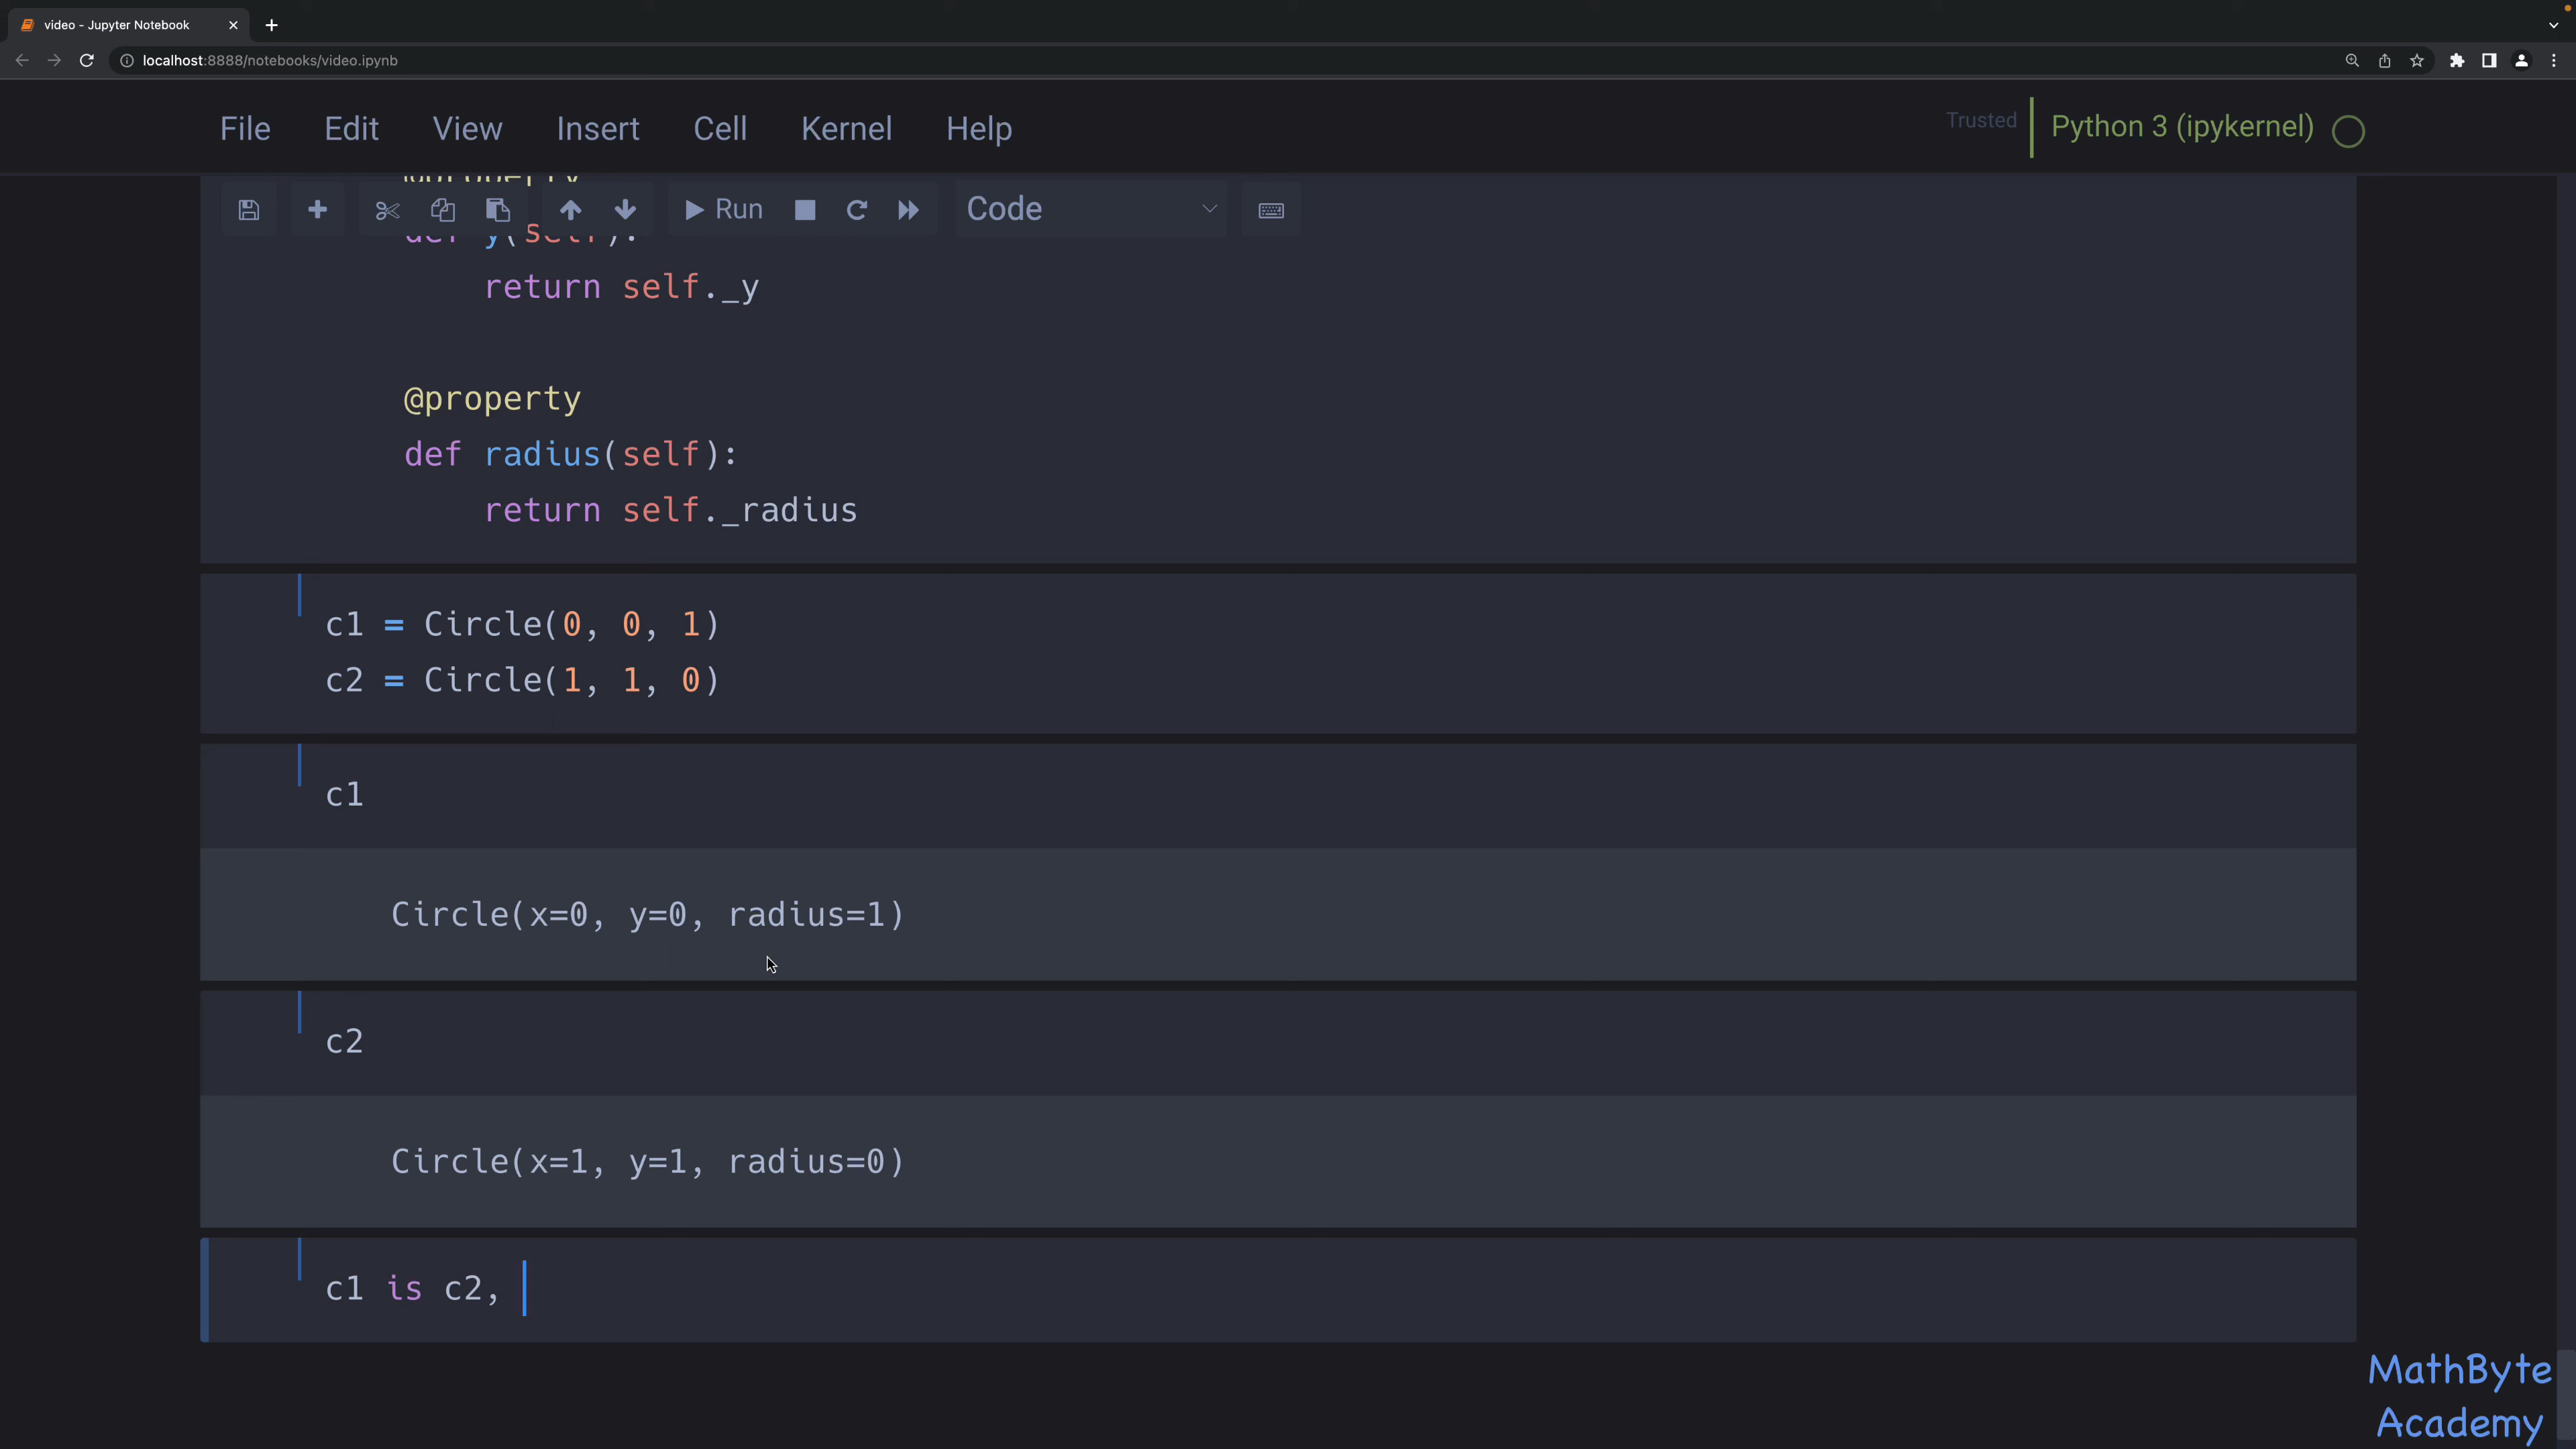 video - Jupyter Notebook
localhost:8888/notebooks/video.ipynb
File Edit View Insert Cell Kernel Help
Trusted Python 3 (ipykernel)
@property
Run Code
def y(self):
return self._y
@property
def radius(self):
return self._radius
c1 = Circle(0, 0, 1)
c2 = Circle(1, 1, 0)
c1
Circle(x=0, y=0, radius=1)
c2
Circle(x=1, y=1, radius=0)
c1 is c2,
MathByte
Academy